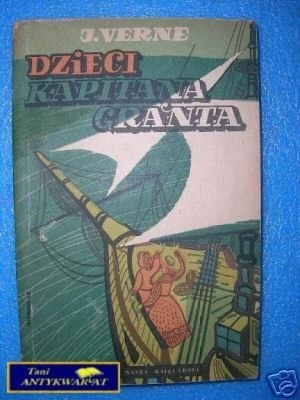 J. VERNE
DZIECI
KAPITANA
GRANTA
NASZA KSIĘGARNIA
Tani
ANTYKWARIAT